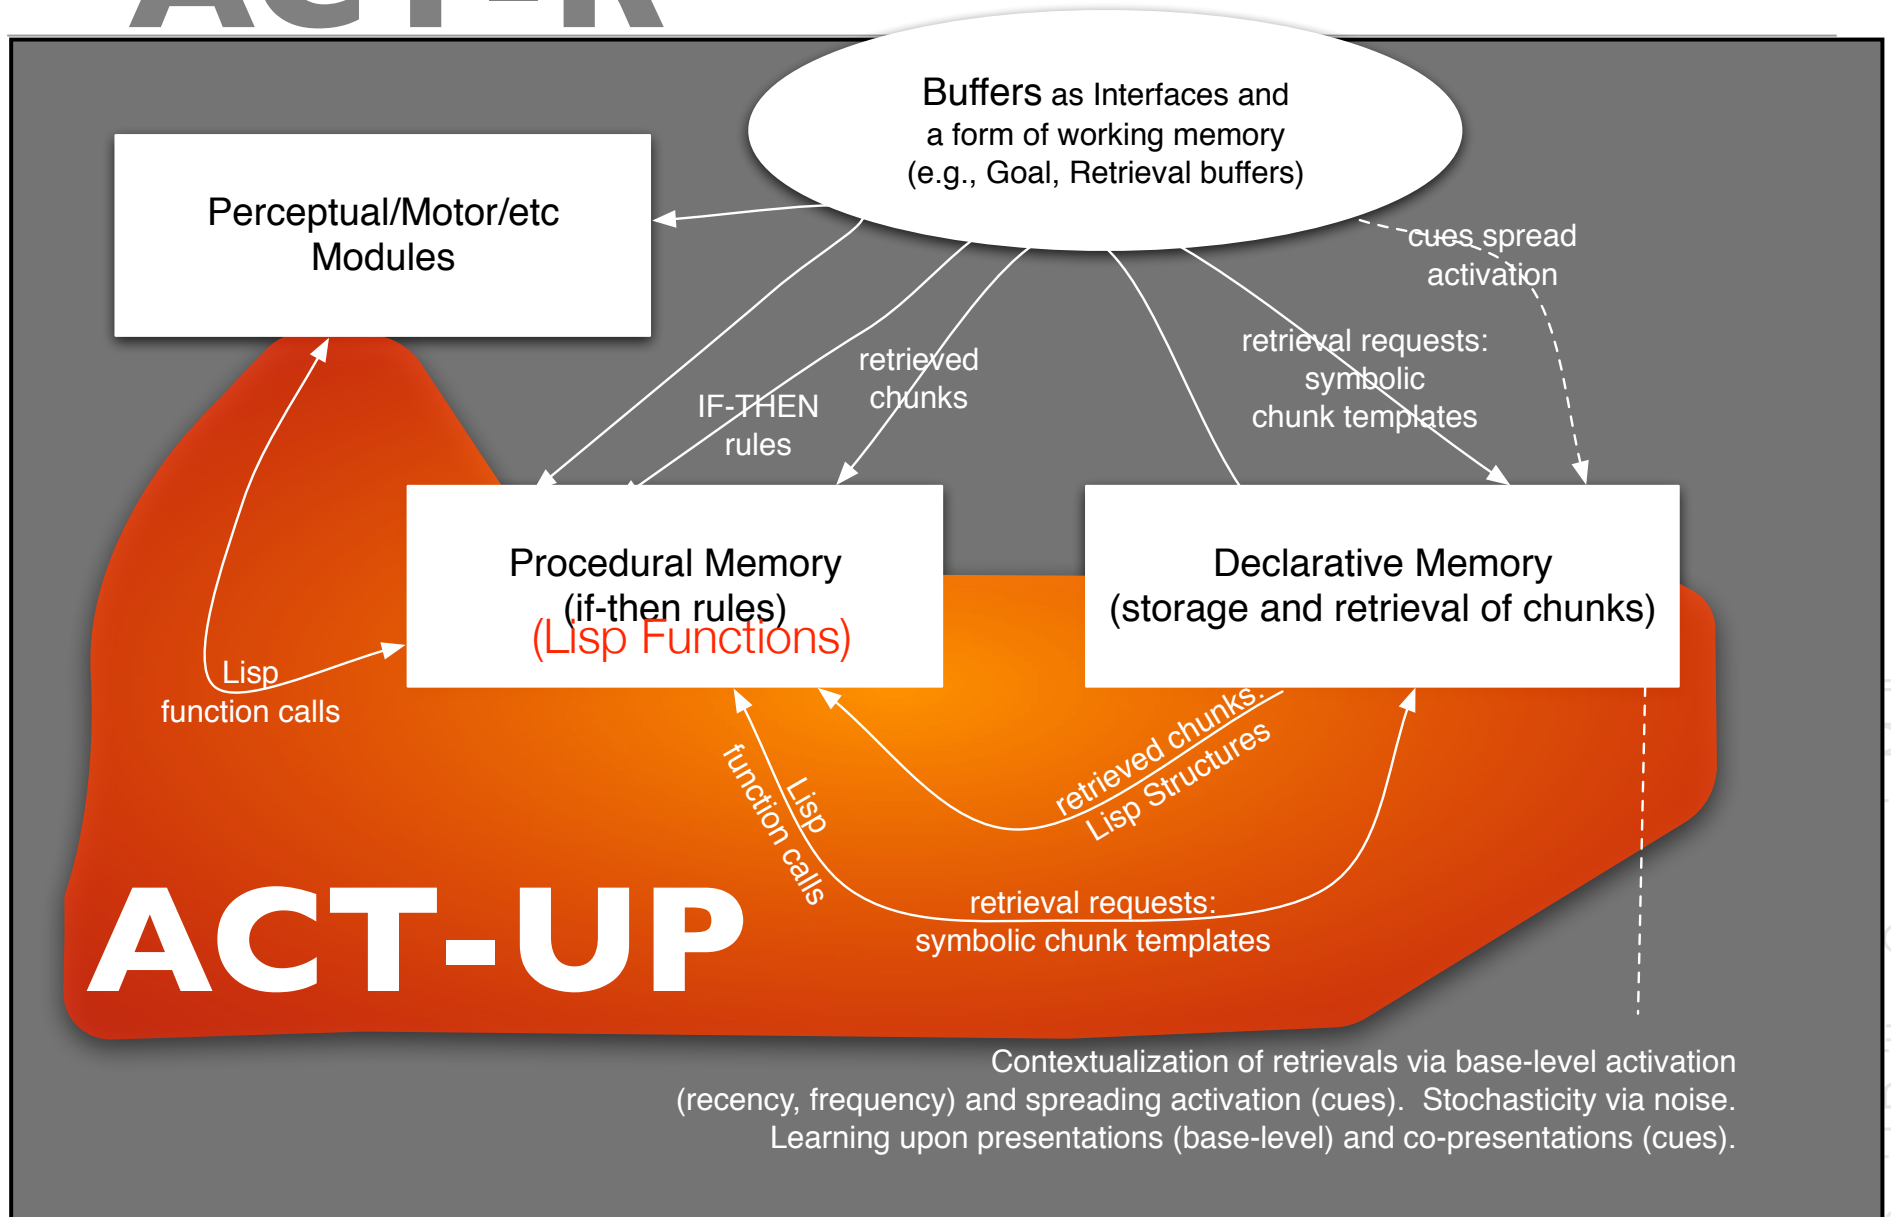 ACT-R
Buffers as Interfaces and
a form of working memory
(e.g., Goal, Retrieval buffers)
Perceptual/Motor/etc
Modules
cues spread
activation
retrieval requests:
symbolic
chunk templates
retrieved
chunks
IF-THEN
rules
Procedural Memory
(if-then rules)
(Lisp Functions)
Declarative Memory
(storage and retrieval of chunks)
Lisp
function calls
retrieved chunks:
Lisp Structures
Lisp
function calls
ACT-UP
retrieval requests:
symbolic chunk templates
Contextualization of retrievals via base-level activation
(recency, frequency) and spreading activation (cues).  Stochasticity via noise.
Learning upon presentations (base-level) and co-presentations (cues).